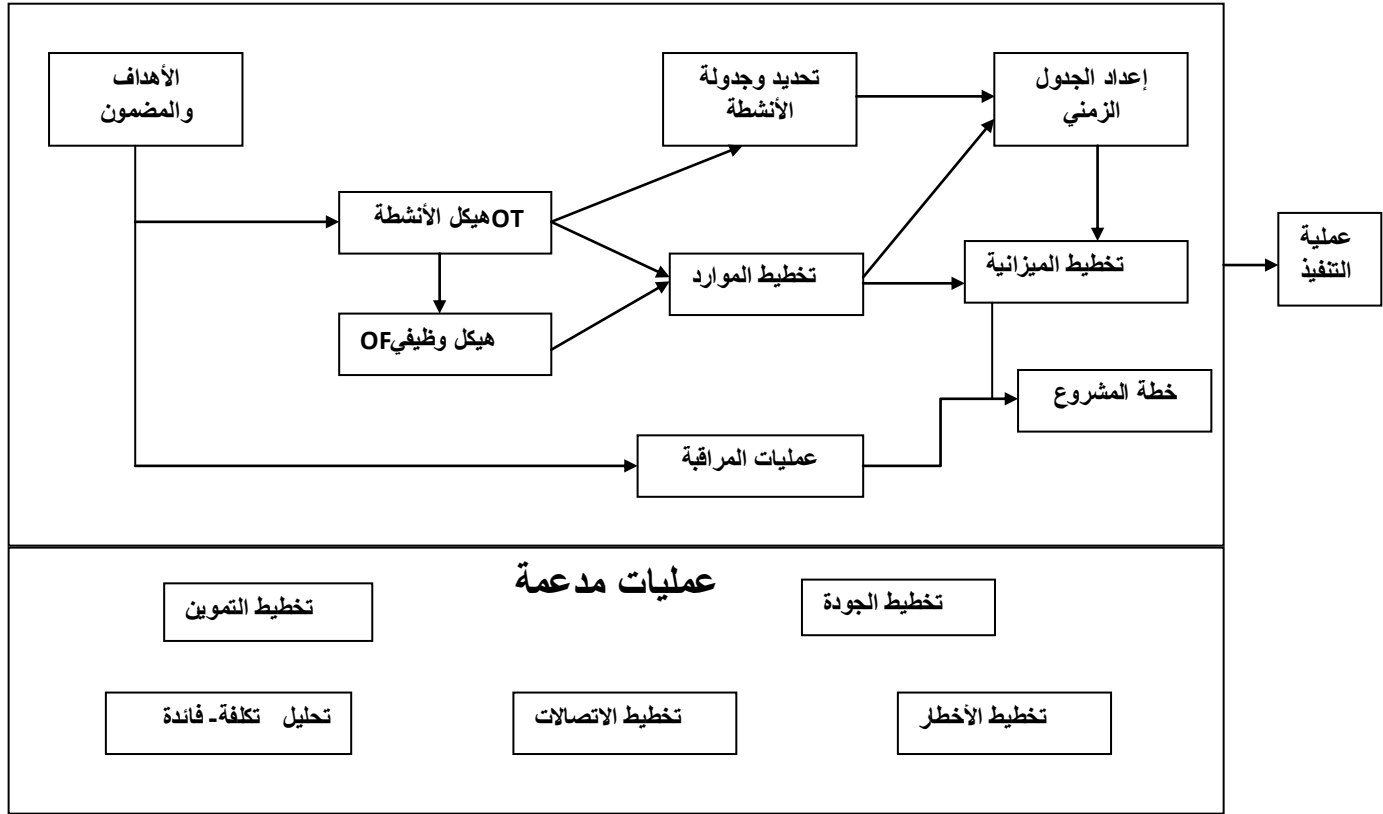 الأهداف
والمضمون
تحديد وجدولة
الأنشطة
إعداد الجدول
الزمني
OTهيكل الأنشطة
تخطيط الموارد
تخطيط الميزانية
عملية
التنفيذ
هيكل وظيفيOF
خطة المشروع
عمليات المراقبة
عمليات مدعمة
تخطيط التموين
تخطيط الجودة
تحليل تكلفة- فائدة
تخطيط الاتصالات
تخطيط الأخطار